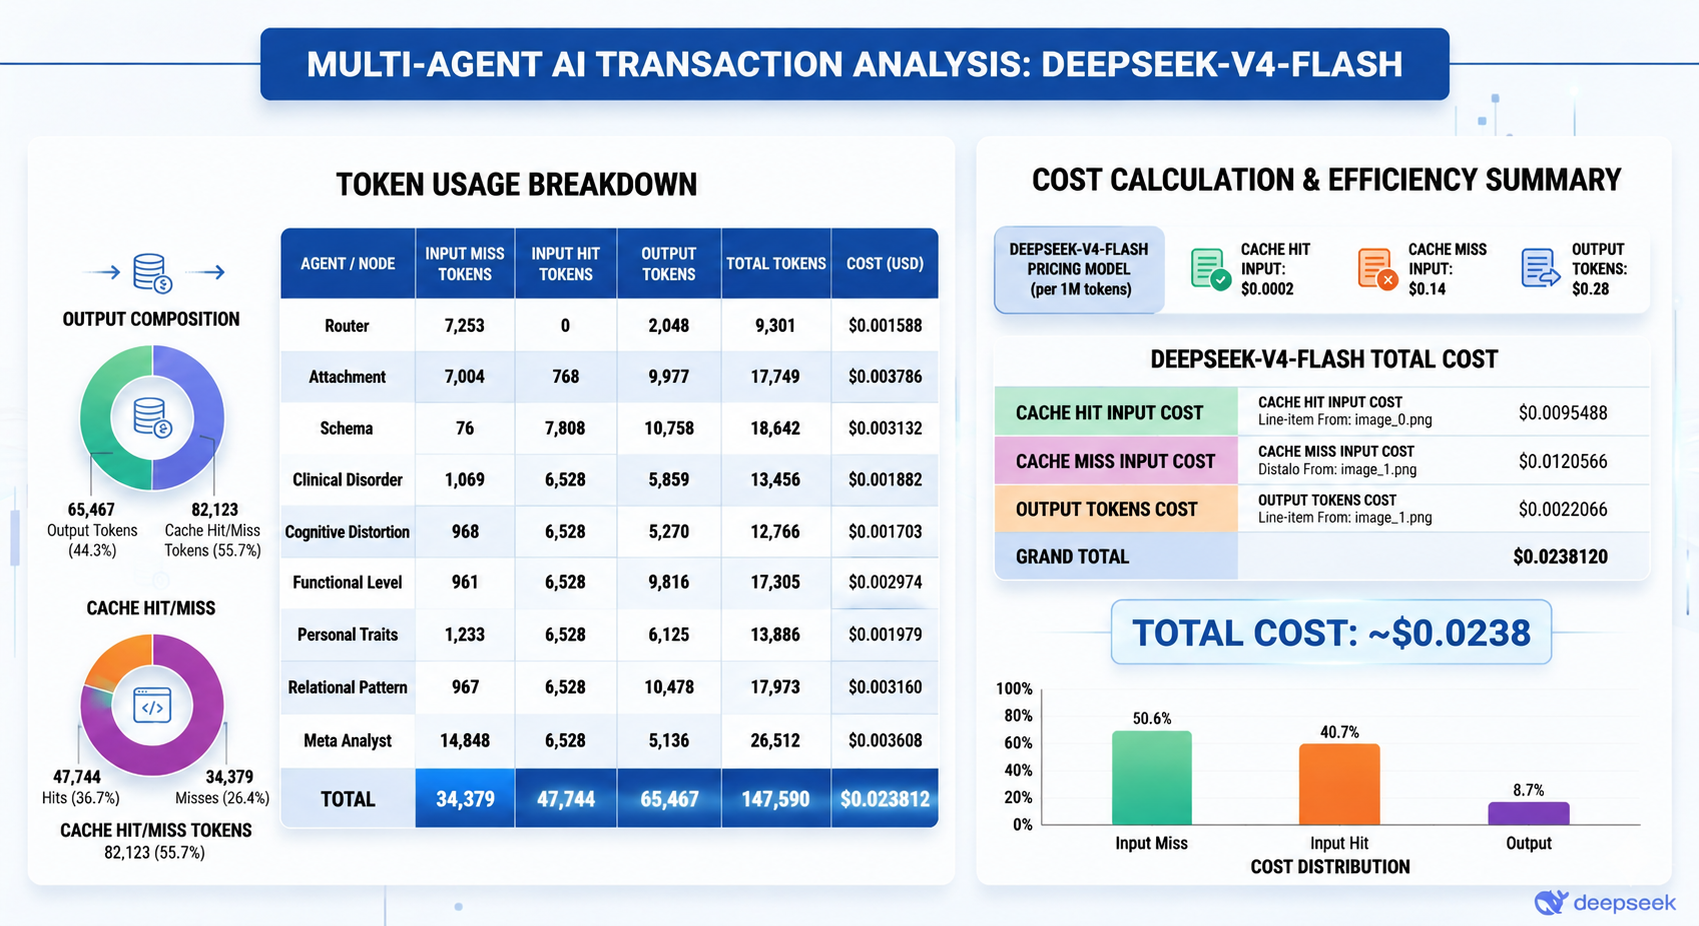 MULTI-AGENT AI TRANSACTION ANALYSIS: DEEPSEEK-V4-FLASH
TOKEN USAGE BREAKDOWN
OUTPUT COMPOSITION
65,467
Output Tokens
(44.3%)
82,123
Cache Hit/Miss
Tokens (55.7%)
CACHE HIT/MISS
47,744
Hits (36.7%)
34,379
Misses (26.4%)
CACHE HIT/MISS TOKENS
82,123 (55.7%)
AGENT / NODE INPUT MISS TOKENS INPUT HIT TOKENS OUTPUT TOKENS TOTAL TOKENS COST (USD)
Router 7,253 0 2,048 9,301 $0.001588
Attachment 7,004 768 9,977 17,749 $0.003786
Schema 76 7,808 10,758 18,642 $0.003132
Clinical Disorder 1,069 6,528 5,859 13,456 $0.001882
Cognitive Distortion 968 6,528 5,270 12,766 $0.001703
Functional Level 961 6,528 9,816 17,305 $0.002974
Personal Traits 1,233 6,528 6,125 13,886 $0.001979
Relational Pattern 967 6,528 10,478 17,973 $0.003160
Meta Analyst 14,848 6,528 5,136 26,512 $0.003608
TOTAL 34,379 47,744 65,467 147,590 $0.023812
COST CALCULATION & EFFICIENCY SUMMARY
DEEPSEEK-V4-FLASH
PRICING MODEL
(per 1M tokens)
CACHE HIT
INPUT:
$0.0002
CACHE MISS
INPUT:
$0.14
OUTPUT
TOKENS:
$0.28
DEEPSEEK-V4-FLASH TOTAL COST
CACHE HIT INPUT COST
CACHE HIT INPUT COST
Line-item From: image_0.png
$0.0095488
CACHE MISS INPUT COST
CACHE MISS INPUT COST
Distalo From: image_1.png
$0.0120566
OUTPUT TOKENS COST
OUTPUT TOKENS COST
Line-item From: image_1.png
$0.0022066
GRAND TOTAL $0.0238120
TOTAL COST: ~$0.0238
100%
80%
60%
40%
20%
0%
50.6%
40.7%
8.7%
Input Miss
Input Hit
Output
COST DISTRIBUTION
deepseek